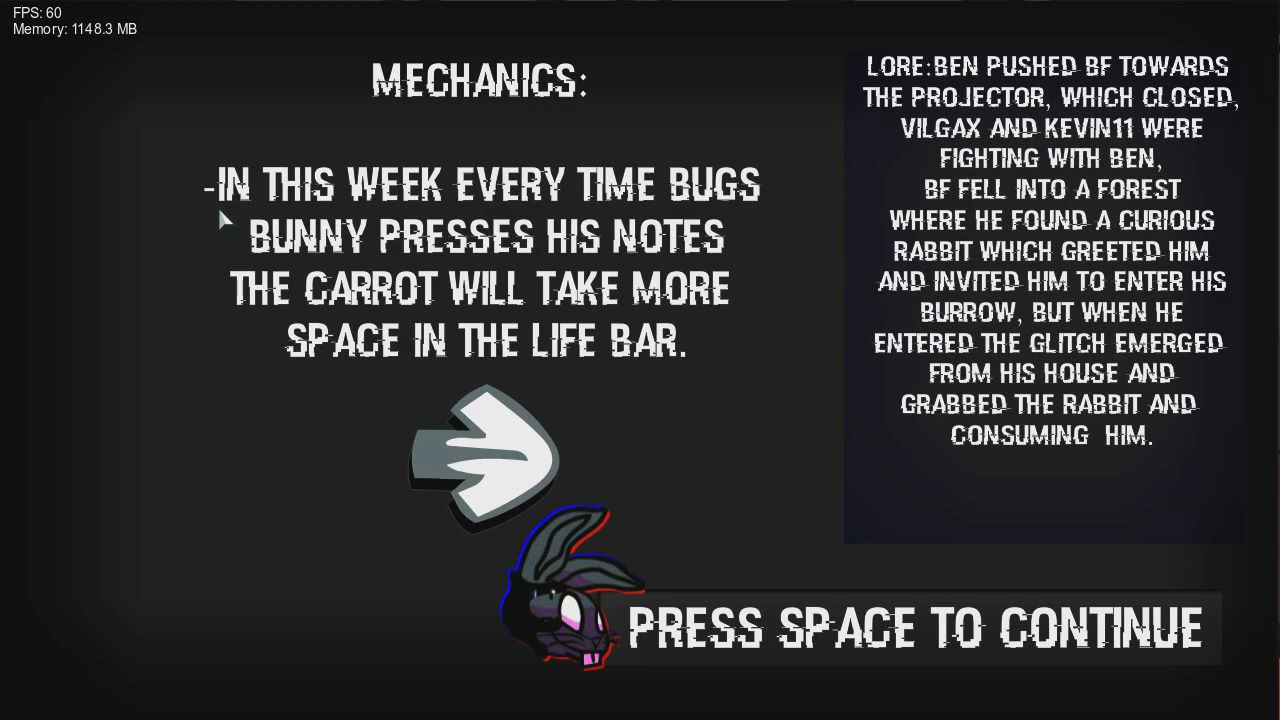 FPS: 60
Memory: 1148.3 MB
MECHANICS:
-IN THIS WEEK EVERY TIME BUGS
BUNNY PRESSES HIS NOTES
THE CARROT WILL TAKE MORE
SPACE IN THE LIFE BAR.
LORE:BEN PUSHED BF TOWARDS
THE PROJECTOR, WHICH CLOSED,
VILGAX AND KEVIN11 WERE
FIGHTING WITH BEN,
BF FELL INTO A FOREST
WHERE HE FOUND A CURIOUS
RABBIT WHICH GREETED HIM
AND INVITED HIM TO ENTER HIS
BURROW, BUT WHEN HE
ENTERED THE GLITCH EMERGED
FROM HIS HOUSE AND
GRABBED THE RABBIT AND
CONSUMING HIM.
PRESS SPACE TO CONTINUE